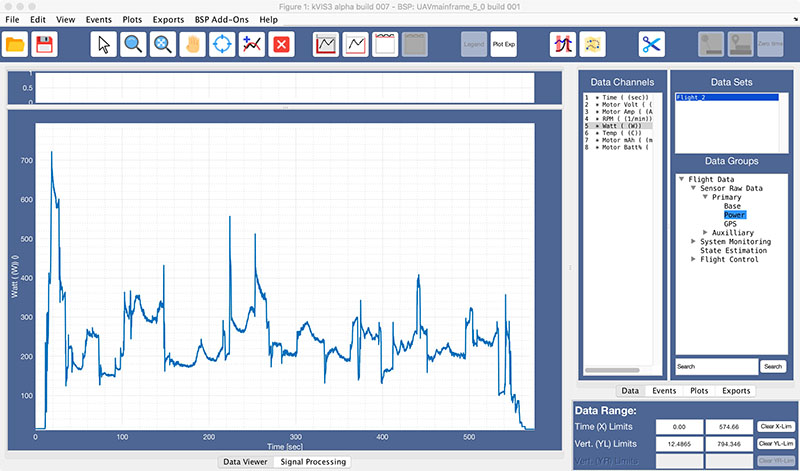 Figure 1: kVIS3 alpha build 007 - BSP: UAVmainframe_5_0 build 001
File Edit View Events Plots Exports BSP Add-Ons Help
Legend Plot Exp Zero time
1
0.5
0
Data Channels
1 * Time ( (sec))
2 * Motor Volt ( (
3 * Motor Amp ( (A
4 * RPM ( (1/min))
5 * Watt ( (W))
6 * Temp ( (C))
7 * Motor mAh ( (m
8 * Motor Batt% (
Data Sets
Flight_2
Data Groups
Flight Data
Sensor Raw Data
Primary
Base
Power
GPS
Auxilliary
System Monitoring
State Estimation
Flight Control
Search Search
700
600
500
400
300
200
100
Watt ( (W)) ()
0 100 200 300 400 500
Time [sec]
Data Viewer Signal Processing
Data Events Plots Exports
Data Range:
Time (X) Limits 0.00 574.66 Clear X-Lim
Vert. (YL) Limits 12.4865 794.346 Clear YL-Lim
Vert. (YR) Limits Clear YR-Lim